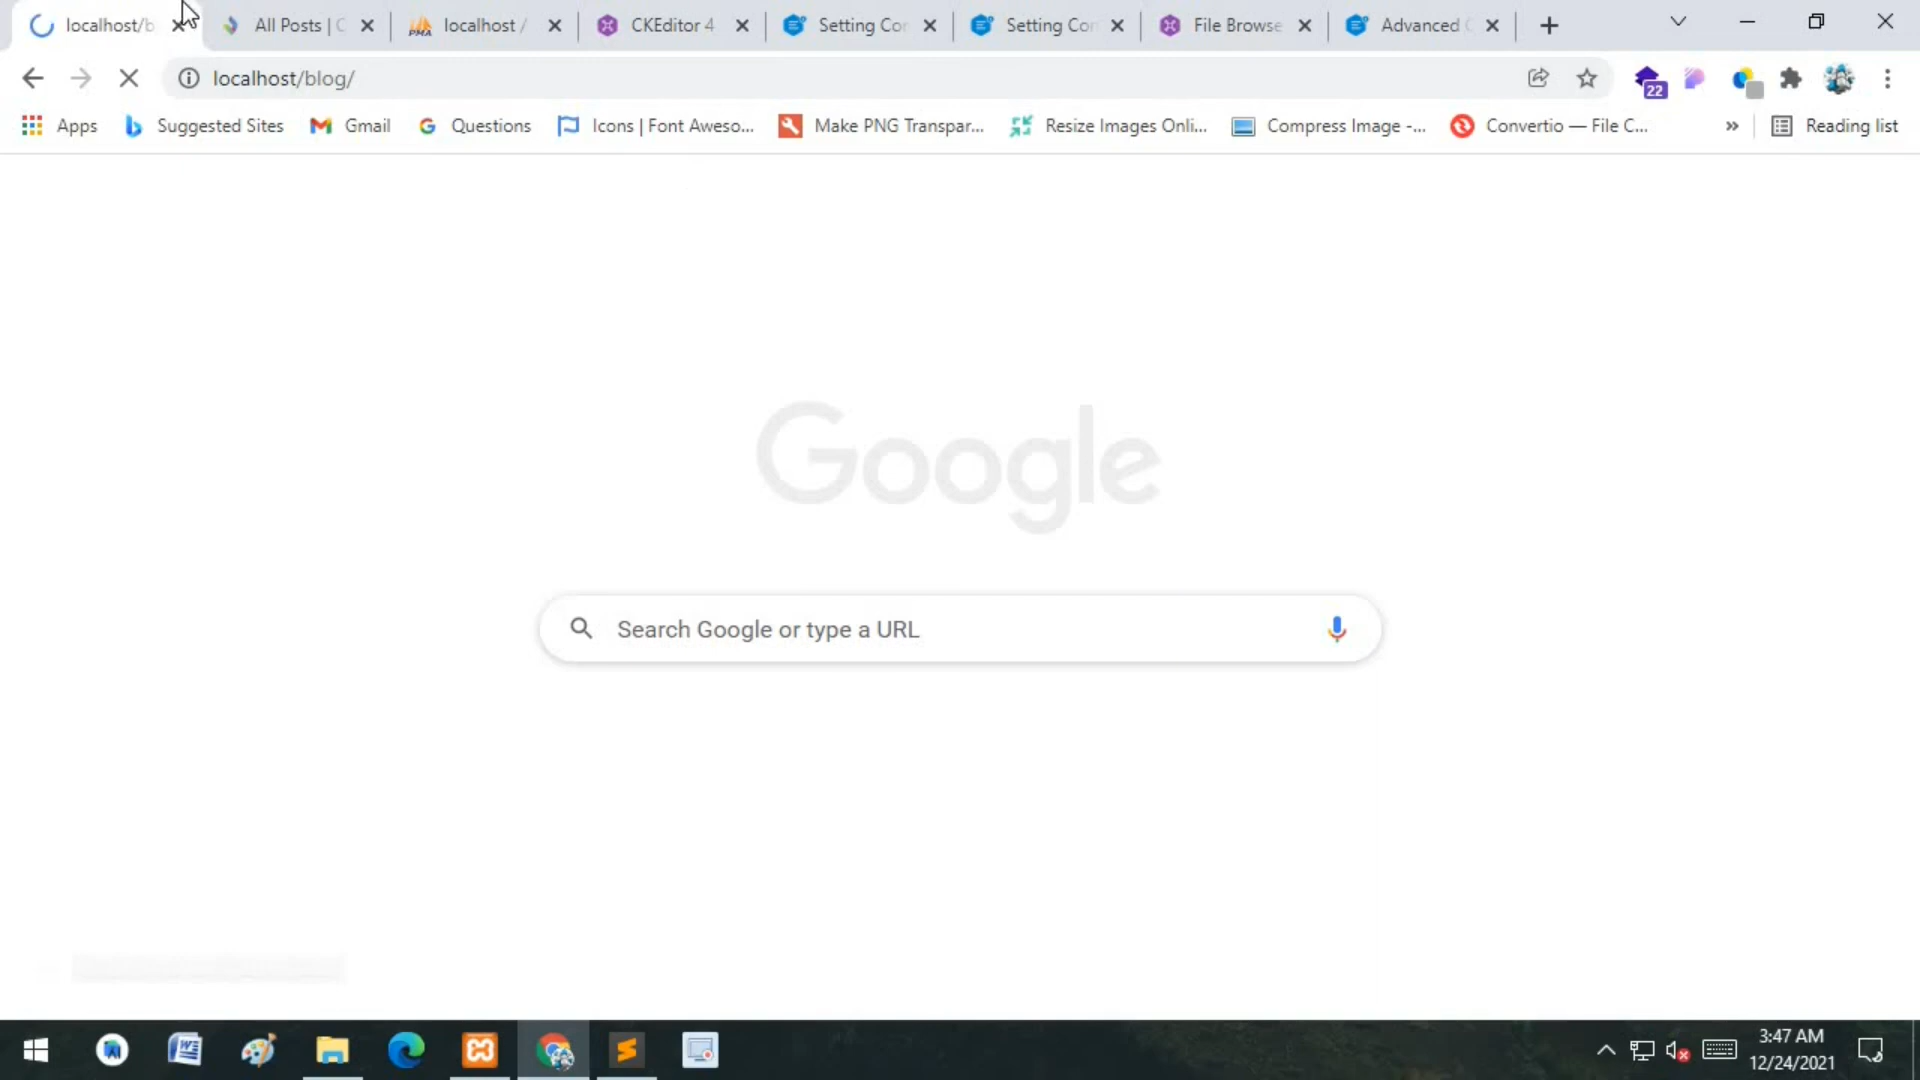 localhost/b
All Posts | C
localhost /
CKEditor 4
Setting Cor
Setting Con
File Browse
Advanced C
localhost/blog/
22
Apps
Suggested Sites
Gmail
Questions
Icons | Font Aweso...
Make PNG Transpar...
Resize Images Onli...
Compress Image -...
Convertio — File C...
»
Reading list
Google
Search Google or type a URL
3:47 AM
12/24/2021